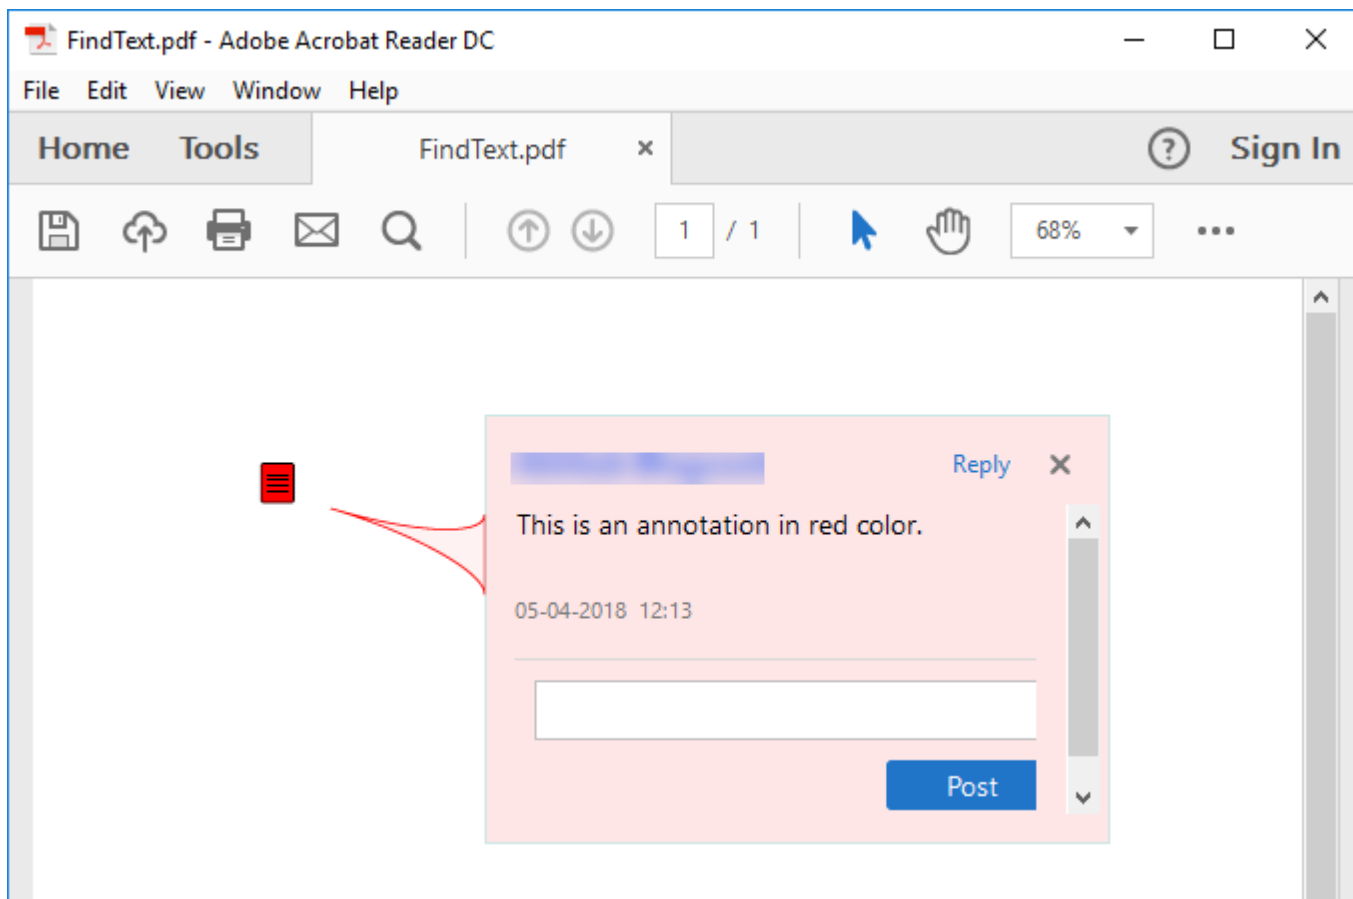 FindText.pdf - Adobe Acrobat Reader DC
File Edit View Window Help
Home Tools FindText.pdf × ? Sign In
1 / 1 68%
Reply
This is an annotation in red color.
05-04-2018 12:13
Post